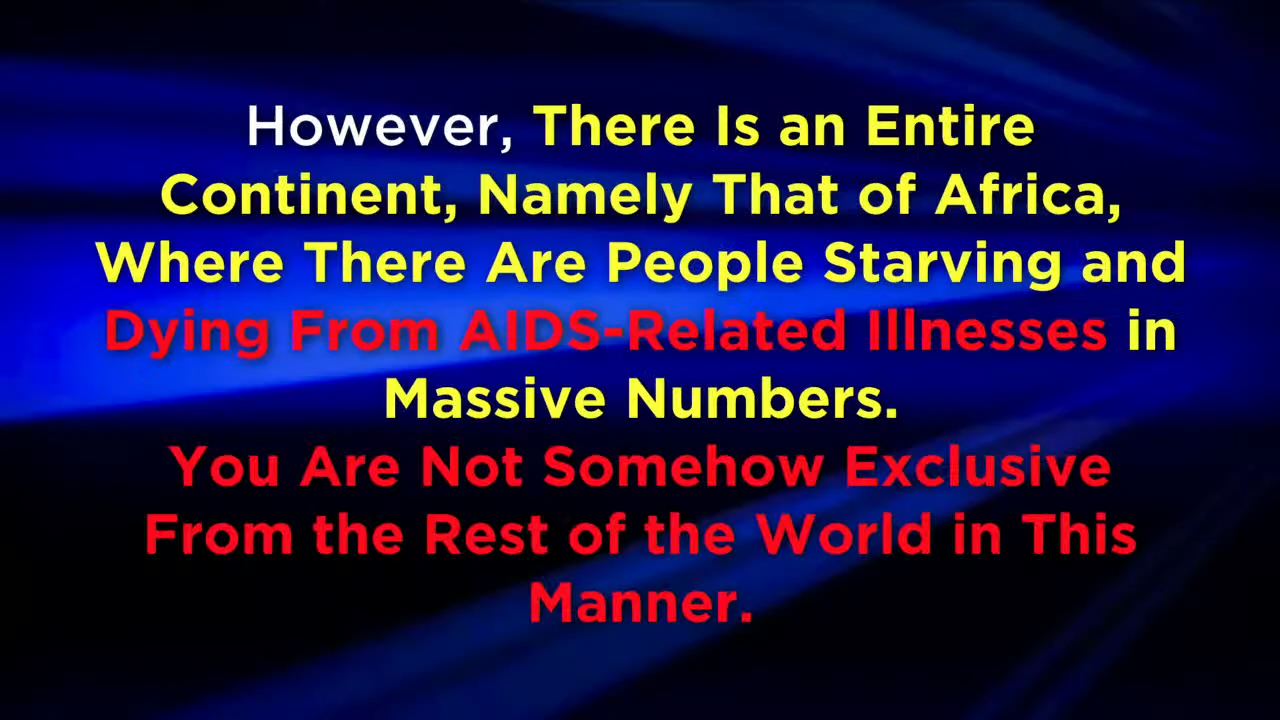 However, There Is an Entire
Continent, Namely That of Africa,
Where There Are People Starving and
Dying From AIDS-Related Illnesses in
Massive Numbers.
You Are Not Somehow Exclusive
From the Rest of the World in This
Manner.